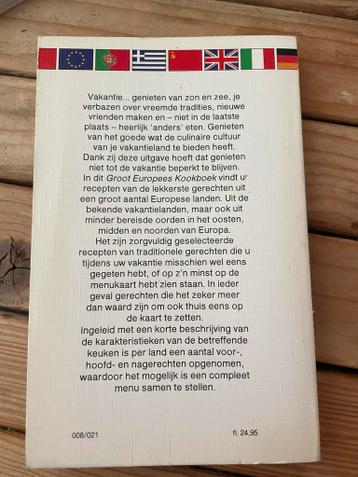 Vakantie... genieten van zon en zee, je
verbazen over vreemde tradities, nieuwe
vrienden maken en – niet in de laatste
plaats – heerlijk 'anders' eten. Genieten
van het goede wat de culinaire cultuur
van je vakantieland te bieden heeft.
Dank zij deze uitgave hoeft dat genieten
niet tot de vakantie beperkt te blijven.
In dit Groot Europees Kookboek vindt u
recepten van de lekkerste gerechten uit
een groot aantal Europese landen. Uit de
bekende vakantielanden, maar ook uit
minder bereisde oorden in het oosten,
midden en noorden van Europa.
Het zijn zorgvuldig geselecteerde
recepten van traditionele gerechten die u
tijdens uw vakantie misschien wel eens
gegeten hebt, of op z'n minst op de
menukaart hebt zien staan. In ieder
geval gerechten die het zeker meer
dan waard zijn om ook thuis eens op
de kaart te zetten.
Ingeleid met een korte beschrijving van
de karakteristieken van de betreffende
keuken is per land een aantal voor-,
hoofd- en nagerechten opgenomen,
waardoor het mogelijk is een compleet
menu samen te stellen.
008/021 fl. 24,95